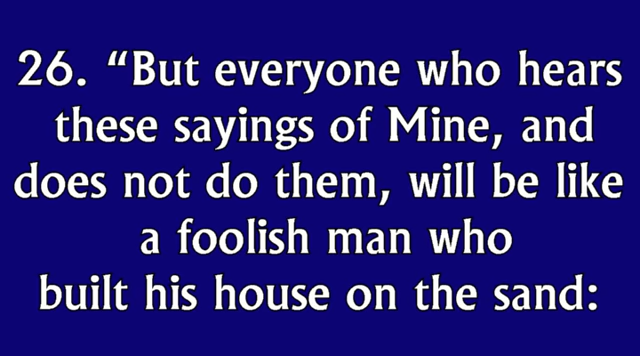 26. “But everyone who hears
these sayings of Mine, and
does not do them, will be like
a foolish man who
built his house on the sand: